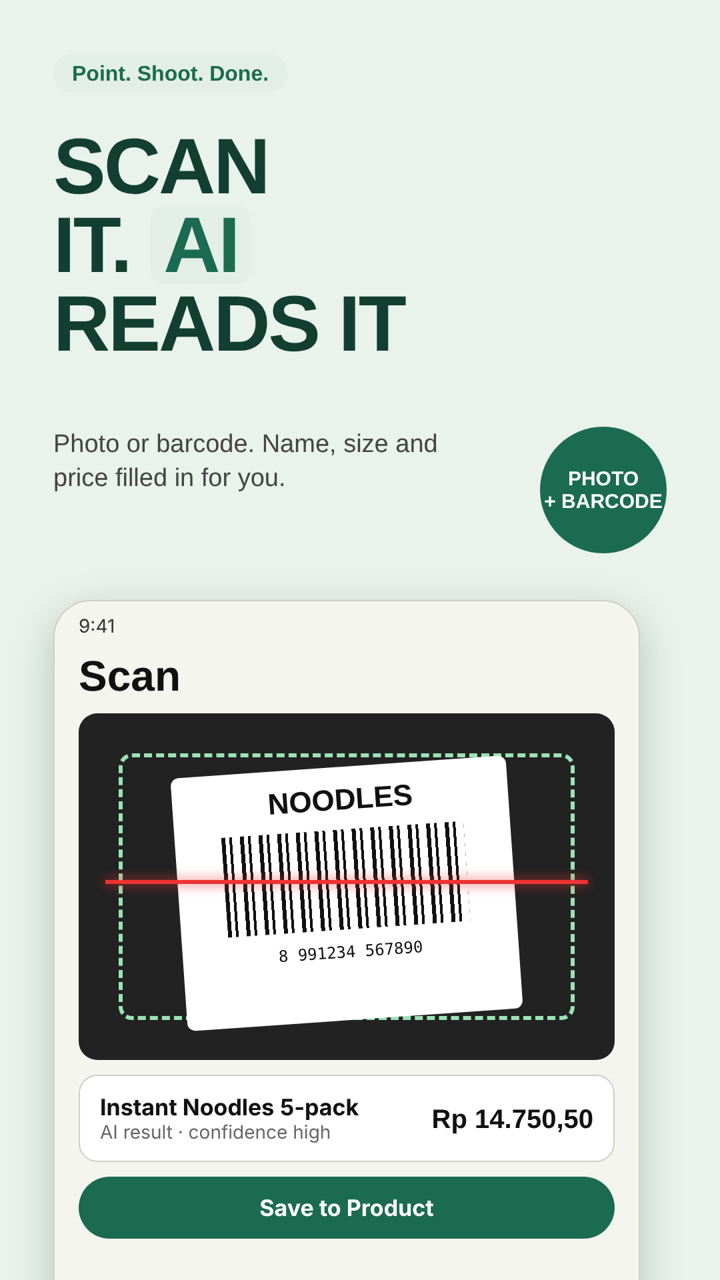 Point. Shoot. Done.
SCAN
IT. AI
READS IT
Photo or barcode. Name, size and
price filled in for you.
PHOTO
+ BARCODE
9:41
Scan
NOODLES
8 991234 567890
Instant Noodles 5-pack
AI result · confidence high
Rp 14.750,50
Save to Product